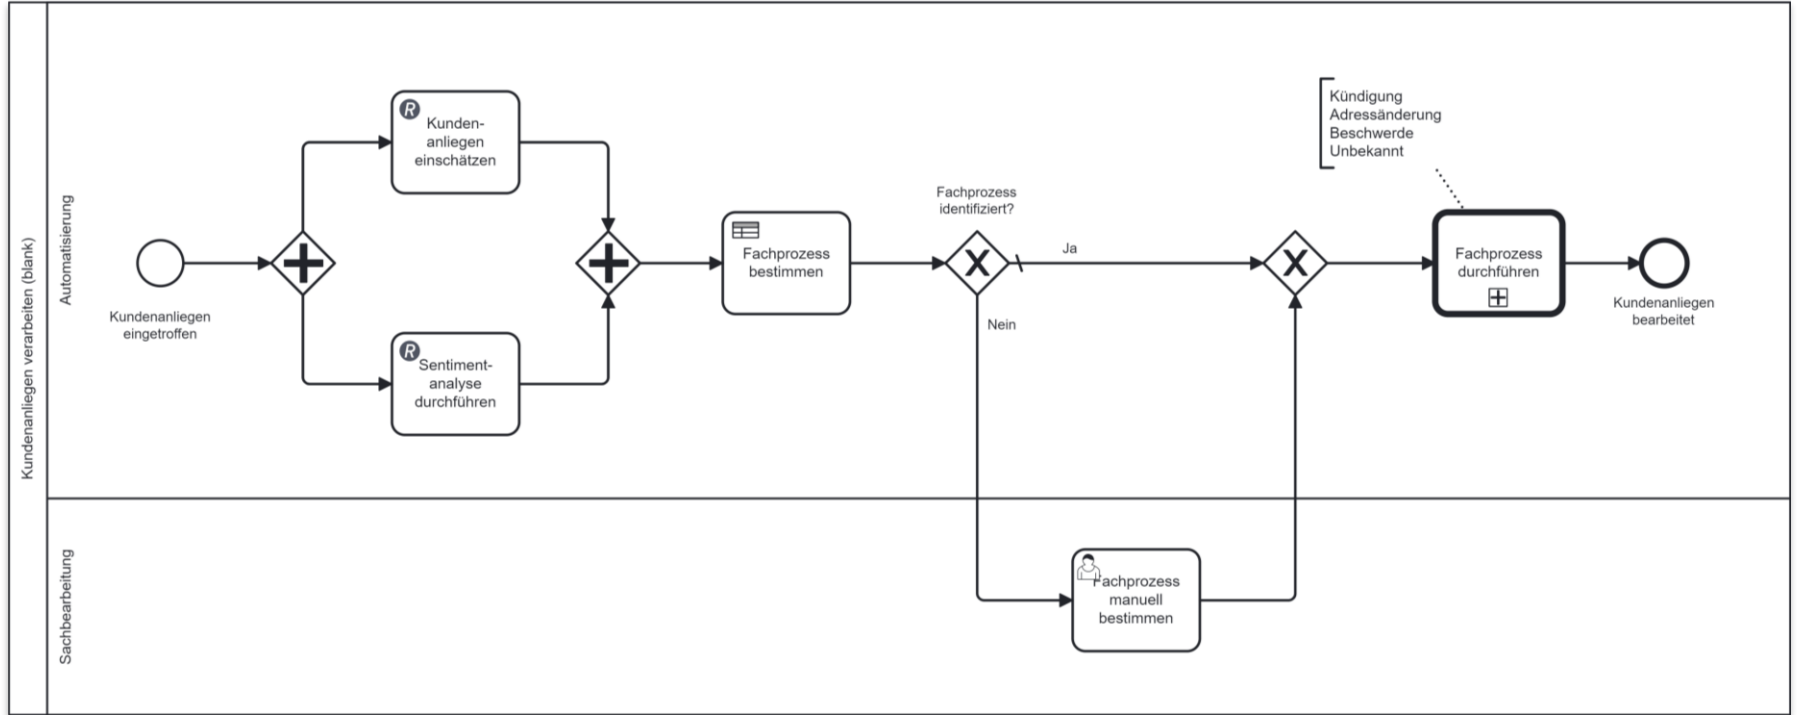 Kundenanliegen verarbeiten (blank)
Automatisierung
Kundenanliegen
eingetroffen
R
Kunden-
anliegen
einschätzen
R
Sentiment-
analyse
durchführen
Fachprozess
bestimmen
Fachprozess
identifiziert?
X
Ja
Nein
X
Kündigung
Adressänderung
Beschwerde
Unbekannt
Fachprozess
durchführen
Kundenanliegen
bearbeitet
Sachbearbeitung
Fachprozess
manuell
bestimmen